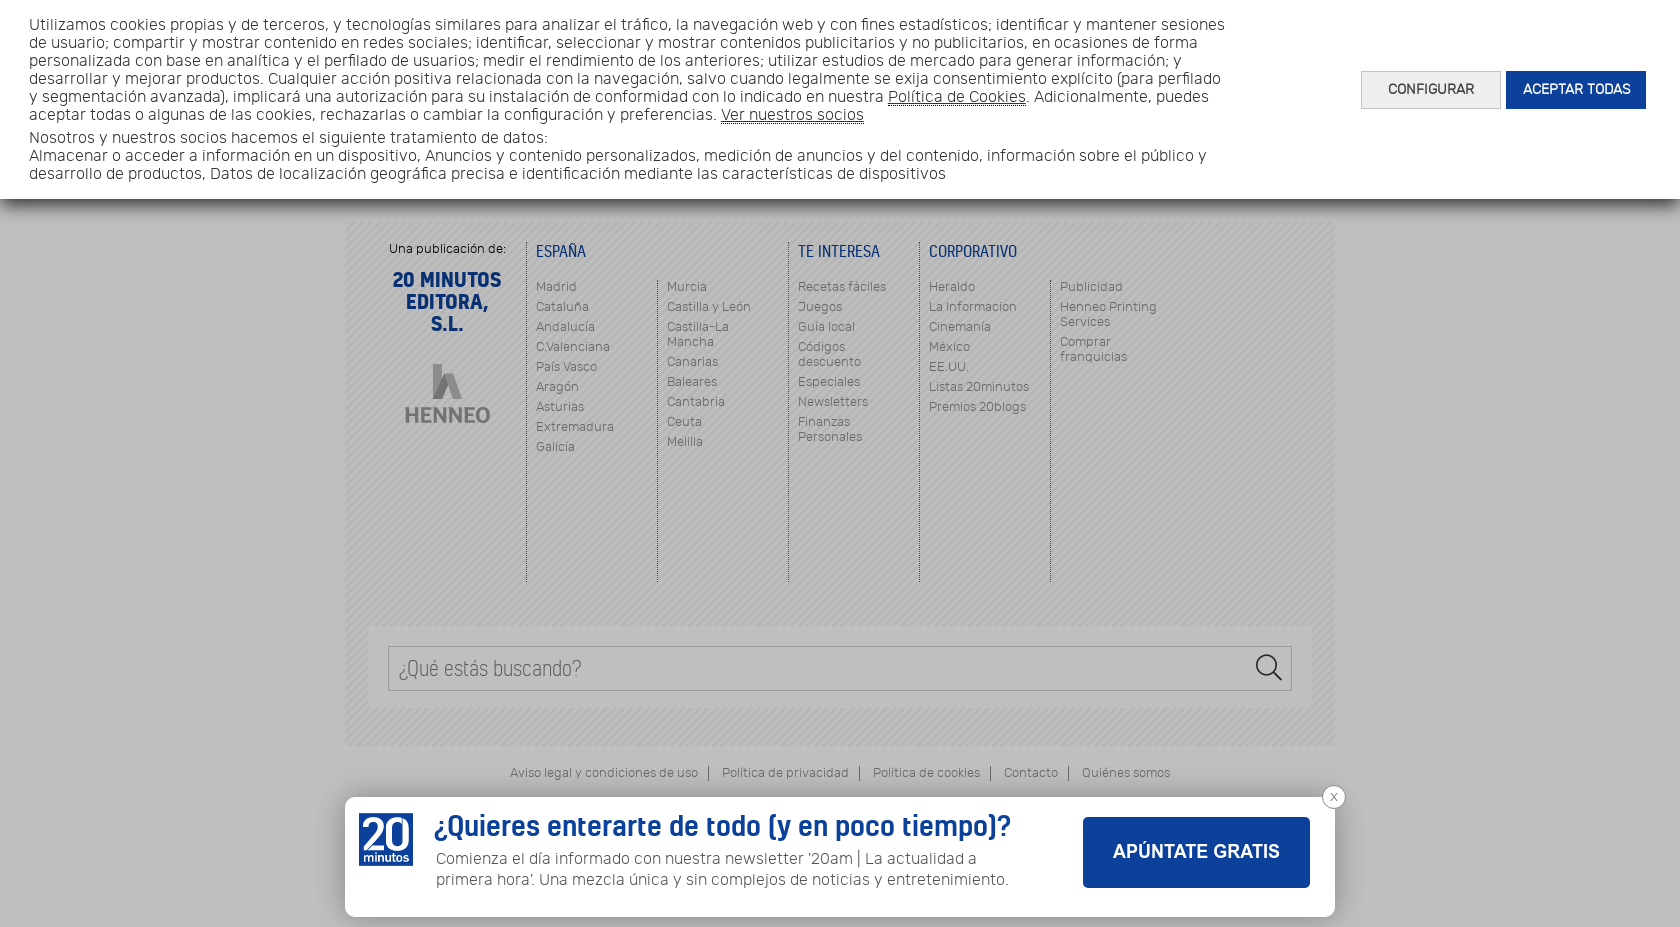 Utilizamos cookies propias y de terceros, y tecnologías similares para analizar el tráfico, la navegación web y con fines estadísticos; identificar y mantener sesiones
de usuario; compartir y mostrar contenido en redes sociales; identificar, seleccionar y mostrar contenidos publicitarios y no publicitarios, en ocasiones de forma
personalizada con base en analítica y el perfilado de usuarios; medir el rendimiento de los anteriores; utilizar estudios de mercado para generar información; y
desarrollar y mejorar productos. Cualquier acción positiva relacionada con la navegación, salvo cuando legalmente se exija consentimiento explícito (para perfilado
y segmentación avanzada), implicará una autorización para su instalación de conformidad con lo indicado en nuestra Política de Cookies. Adicionalmente, puedes
aceptar todas o algunas de las cookies, rechazarlas o cambiar la configuración y preferencias. Ver nuestros socios
Nosotros y nuestros socios hacemos el siguiente tratamiento de datos:
Almacenar o acceder a información en un dispositivo, Anuncios y contenido personalizados, medición de anuncios y del contenido, información sobre el público y
desarrollo de productos, Datos de localización geográfica precisa e identificación mediante las características de dispositivos
CONFIGURAR
ACEPTAR TODAS
Una publicación de:
20 MINUTOS
EDITORA,
S.L.
HENNEO
ESPAÑA
Madrid
Cataluña
Andalucía
C.Valenciana
País Vasco
Aragón
Asturias
Extremadura
Galicia
Murcia
Castilla y León
Castilla-La
Mancha
Canarias
Baleares
Cantabria
Ceuta
Melilla
TE INTERESA
Recetas fáciles
Juegos
Guía local
Códigos
descuento
Especiales
Newsletters
Finanzas
Personales
CORPORATIVO
Heraldo
La Informacion
Cinemanía
México
EE.UU.
Listas 20minutos
Premios 20blogs
Publicidad
Henneo Printing
Services
Comprar
franquicias
¿Qué estás buscando?
Aviso legal y condiciones de uso
Política de privacidad
Política de cookies
Contacto
Quiénes somos
x
20
minutos
¿Quieres enterarte de todo (y en poco tiempo)?
Comienza el día informado con nuestra newsletter '20am | La actualidad a
primera hora'. Una mezcla única y sin complejos de noticias y entretenimiento.
APÚNTATE GRATIS